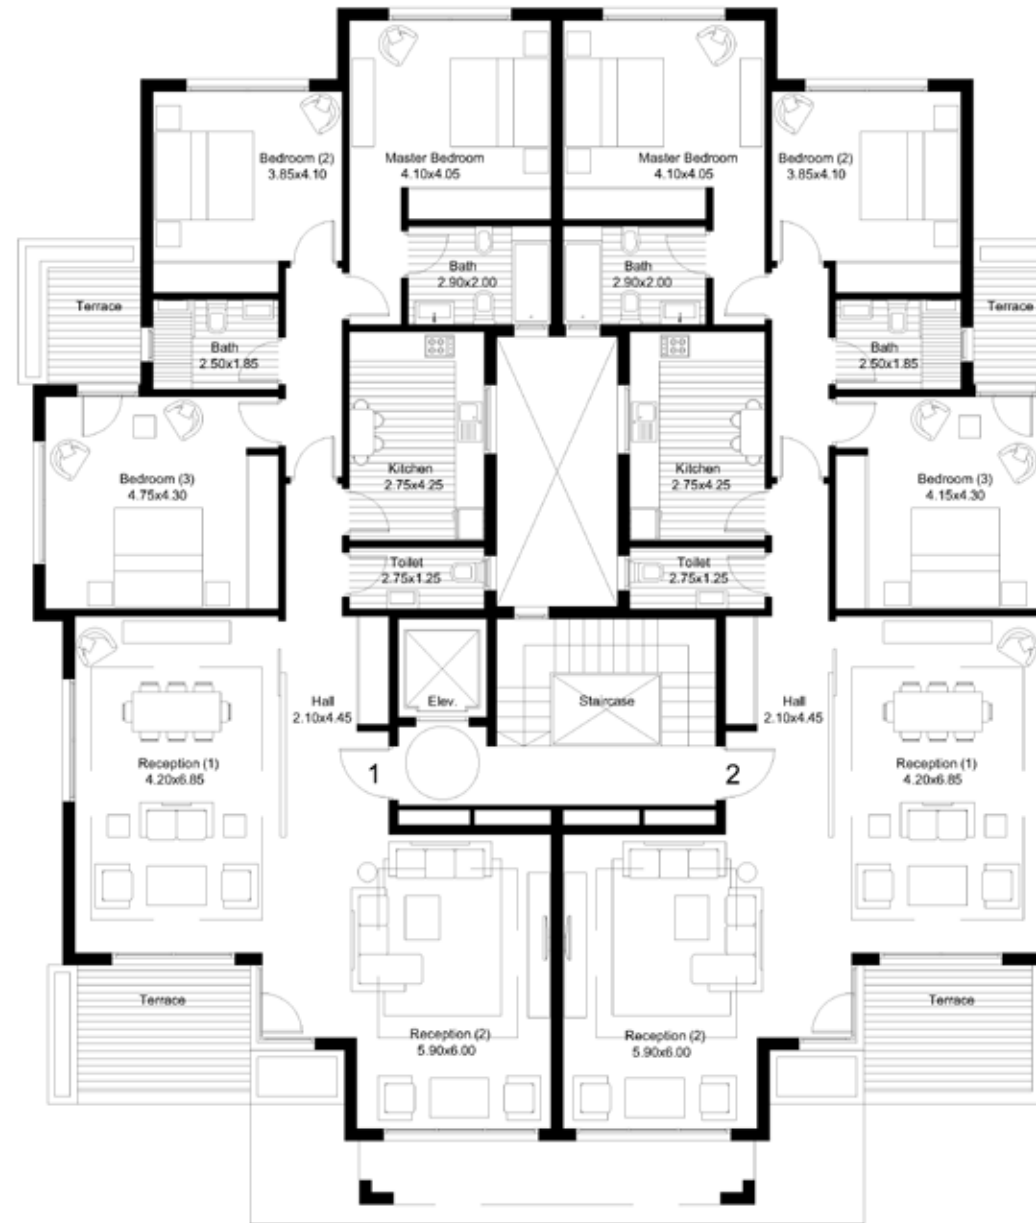 Bedroom (2)
3.85x4.10
Master Bedroom
4.10x4.05
Master Bedroom
4.10x4.05
Bedroom (2)
3.85x4.10
Bath
2.90x2.00
Bath
2.90x2.00
Terrace
Terrace
Bath
2.50x1.85
Bath
2.50x1.85
Kitchen
2.75x4.25
Kitchen
2.75x4.25
Bedroom (3)
4.75x4.30
Bedroom (3)
4.15x4.30
Toilet
2.75x1.25
Toilet
2.75x1.25
Hall
2.10x4.45
Elev.
Staircase
Hall
2.10x4.45
Reception (1)
4.20x6.85
1
2
Reception (1)
4.20x6.85
Terrace
Terrace
Reception (2)
5.90x6.00
Reception (2)
5.90x6.00